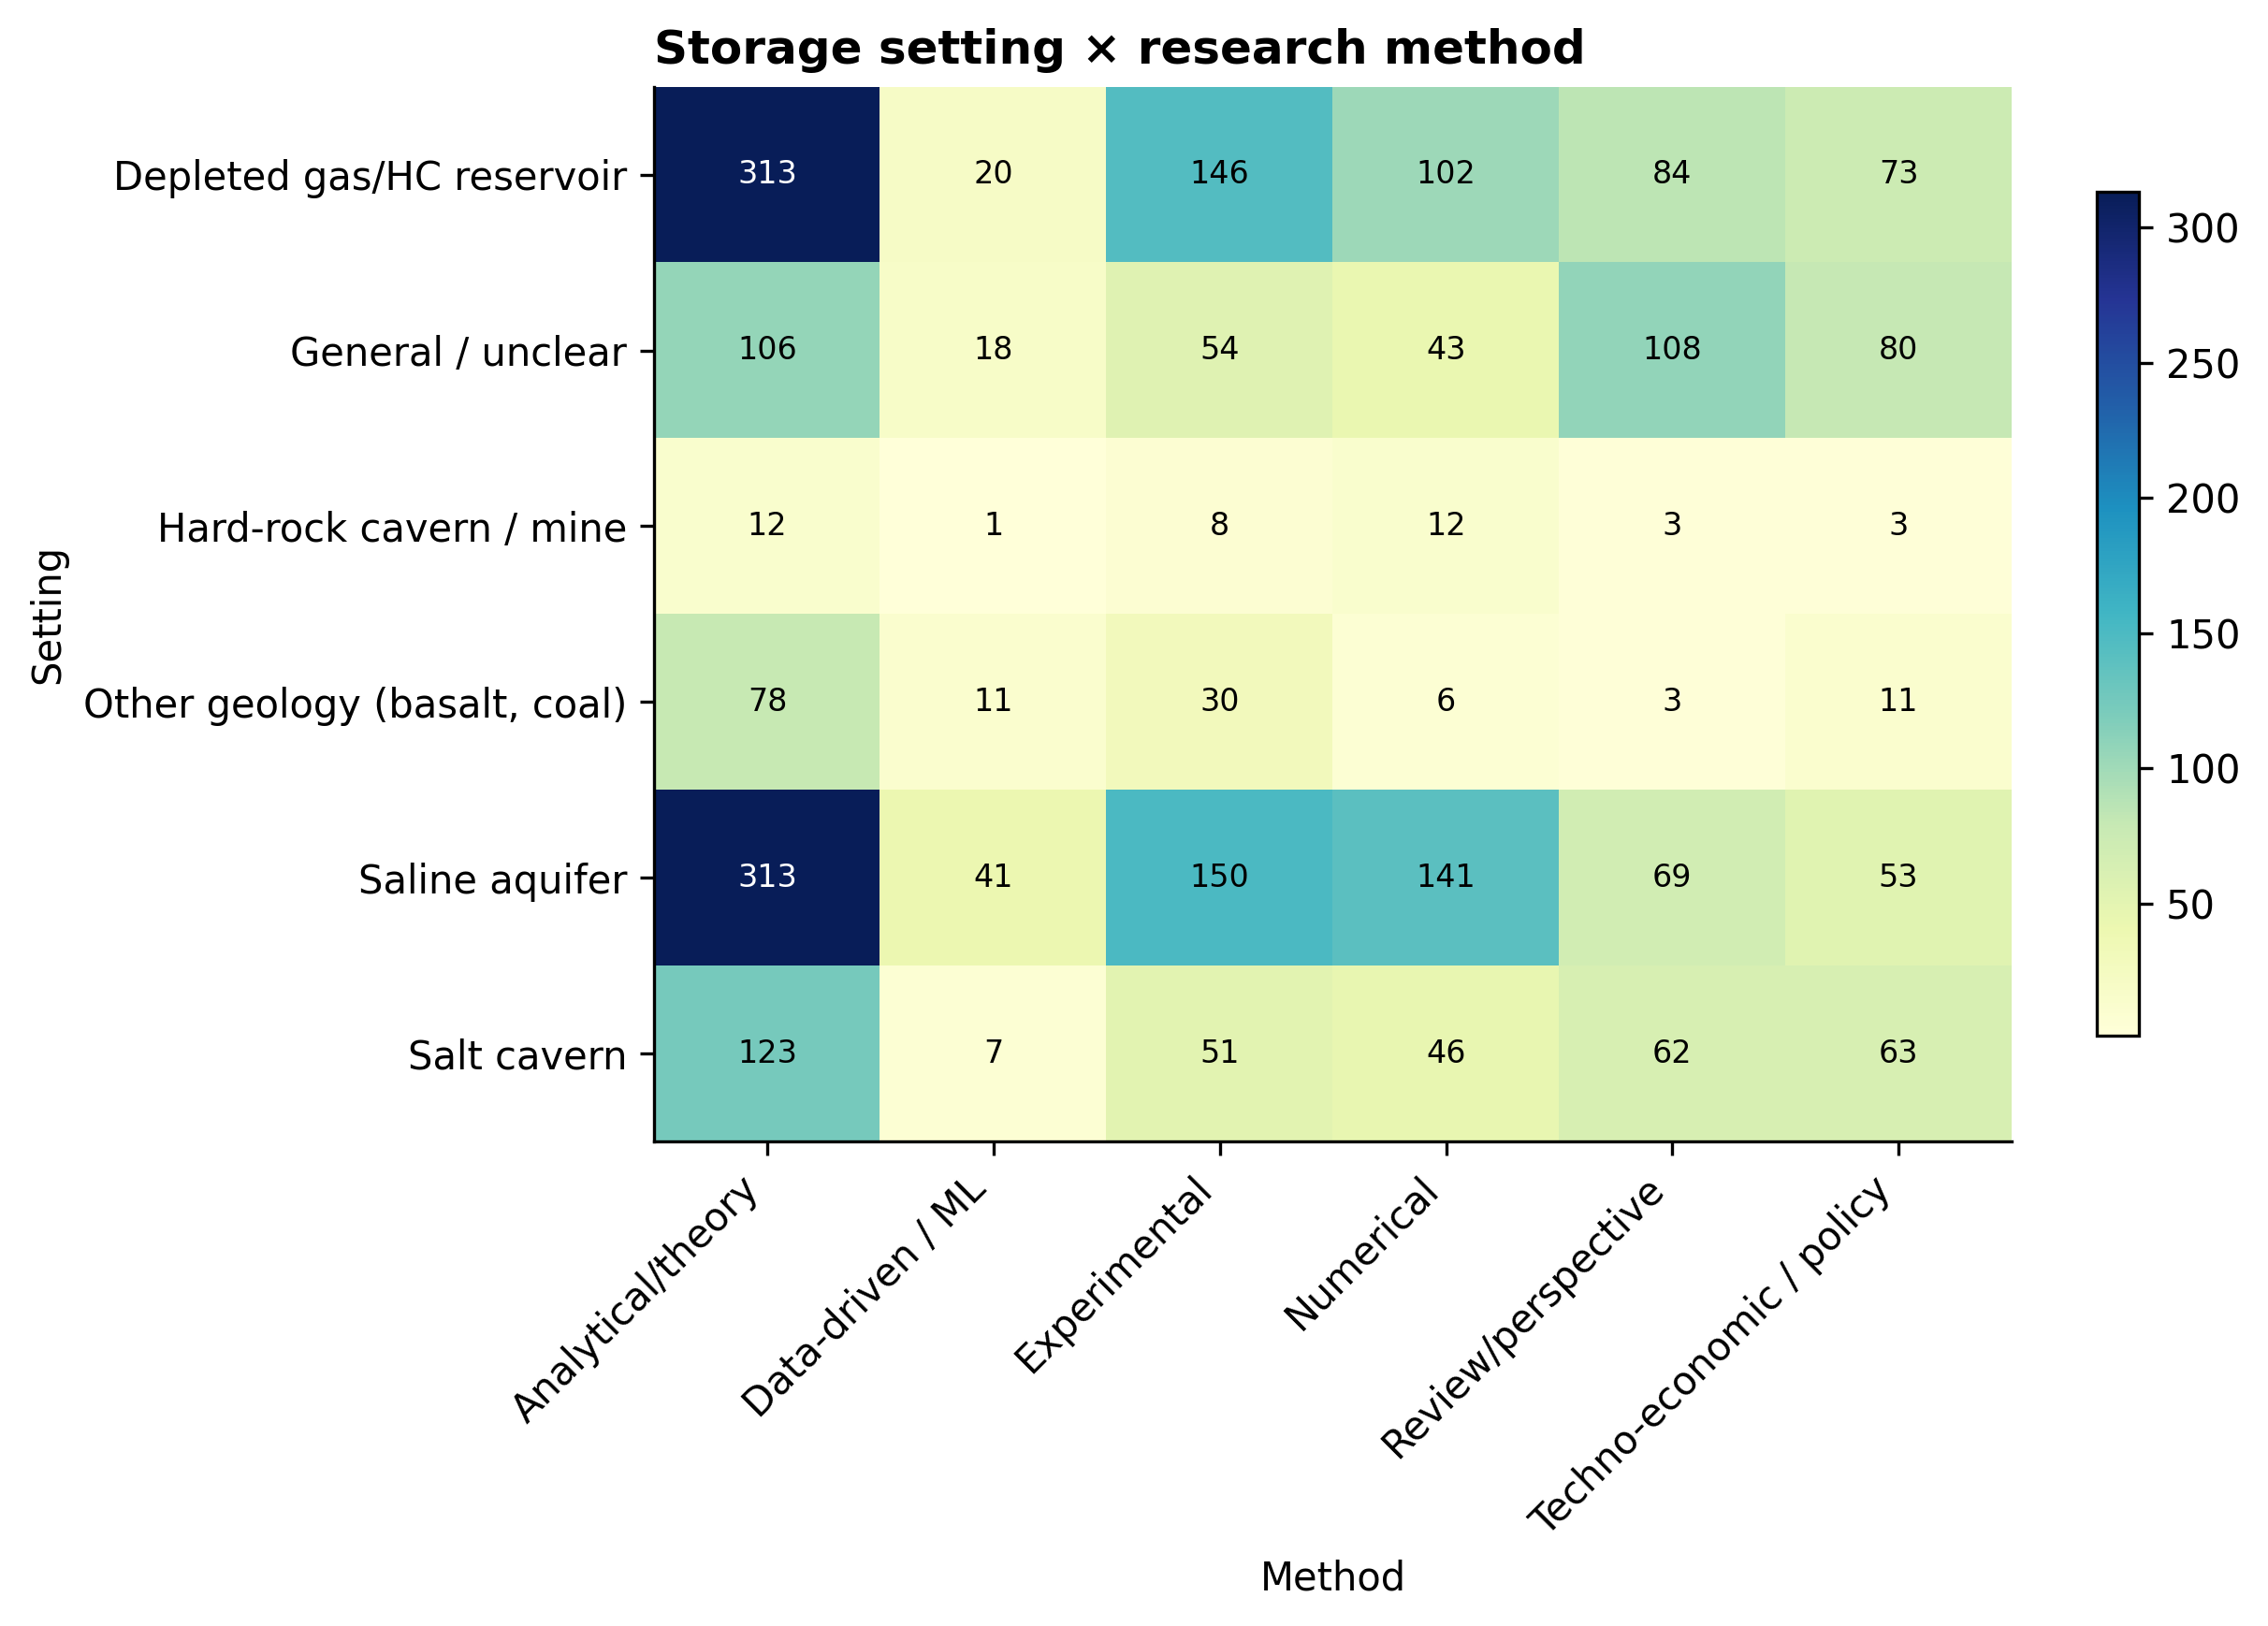 Storage setting × research method
Depleted gas/HC reservoir 313 20 146 102 84 73
General / unclear 106 18 54 43 108 80
Hard-rock cavern / mine 12 1 8 12 3 3
Other geology (basalt, coal) 78 11 30 6 3 11
Saline aquifer 313 41 150 141 69 53
Salt cavern 123 7 51 46 62 63
Setting
Analytical/theory
Data-driven / ML
Experimental
Numerical
Review/perspective
Techno-economic / policy
Method
300
250
200
150
100
50